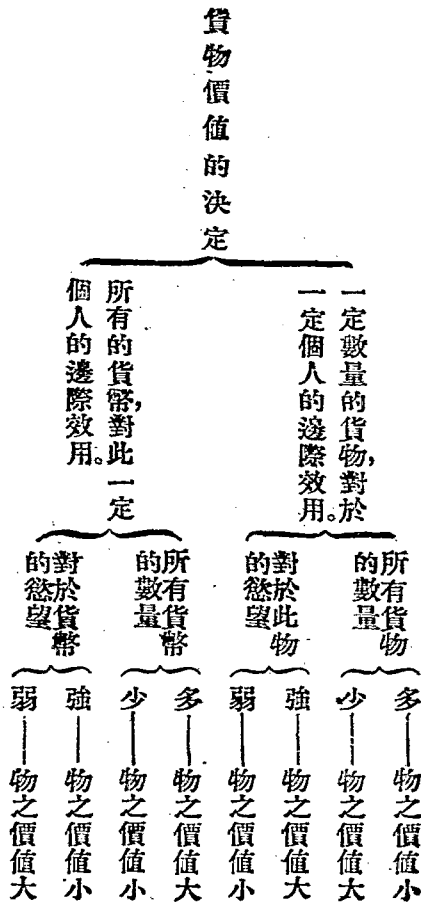 貨物價值的決定
一定數量的貨物，對於
一定個人的邊際效用。
所有貨物
的數量
多——物之價值小
少——物之價值大
對於此物
的慾望
強——物之價值大
弱——物之價值小
所有的貨幣，對此一定
個人的邊際效用。
所有貨幣
的數量
多——物之價值大
少——物之價值小
對於貨幣
的慾望
強——物之價值小
弱——物之價值大